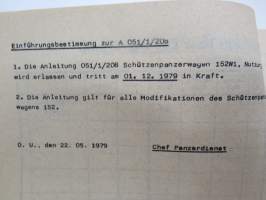 Einführungsbestimmung zur A 051/1/208
1. Die Anleitung 051/1/208 Schützenpanzerwagen 152W1, Nutzung
wird erlassen und tritt am 01. 12. 1979 in Kraft.
2. Die Anleitung gilt für alle Modifikationen des Schützenpan
wagens 152.
O. U., den 22. 05. 1979 Chef Panzerdienst